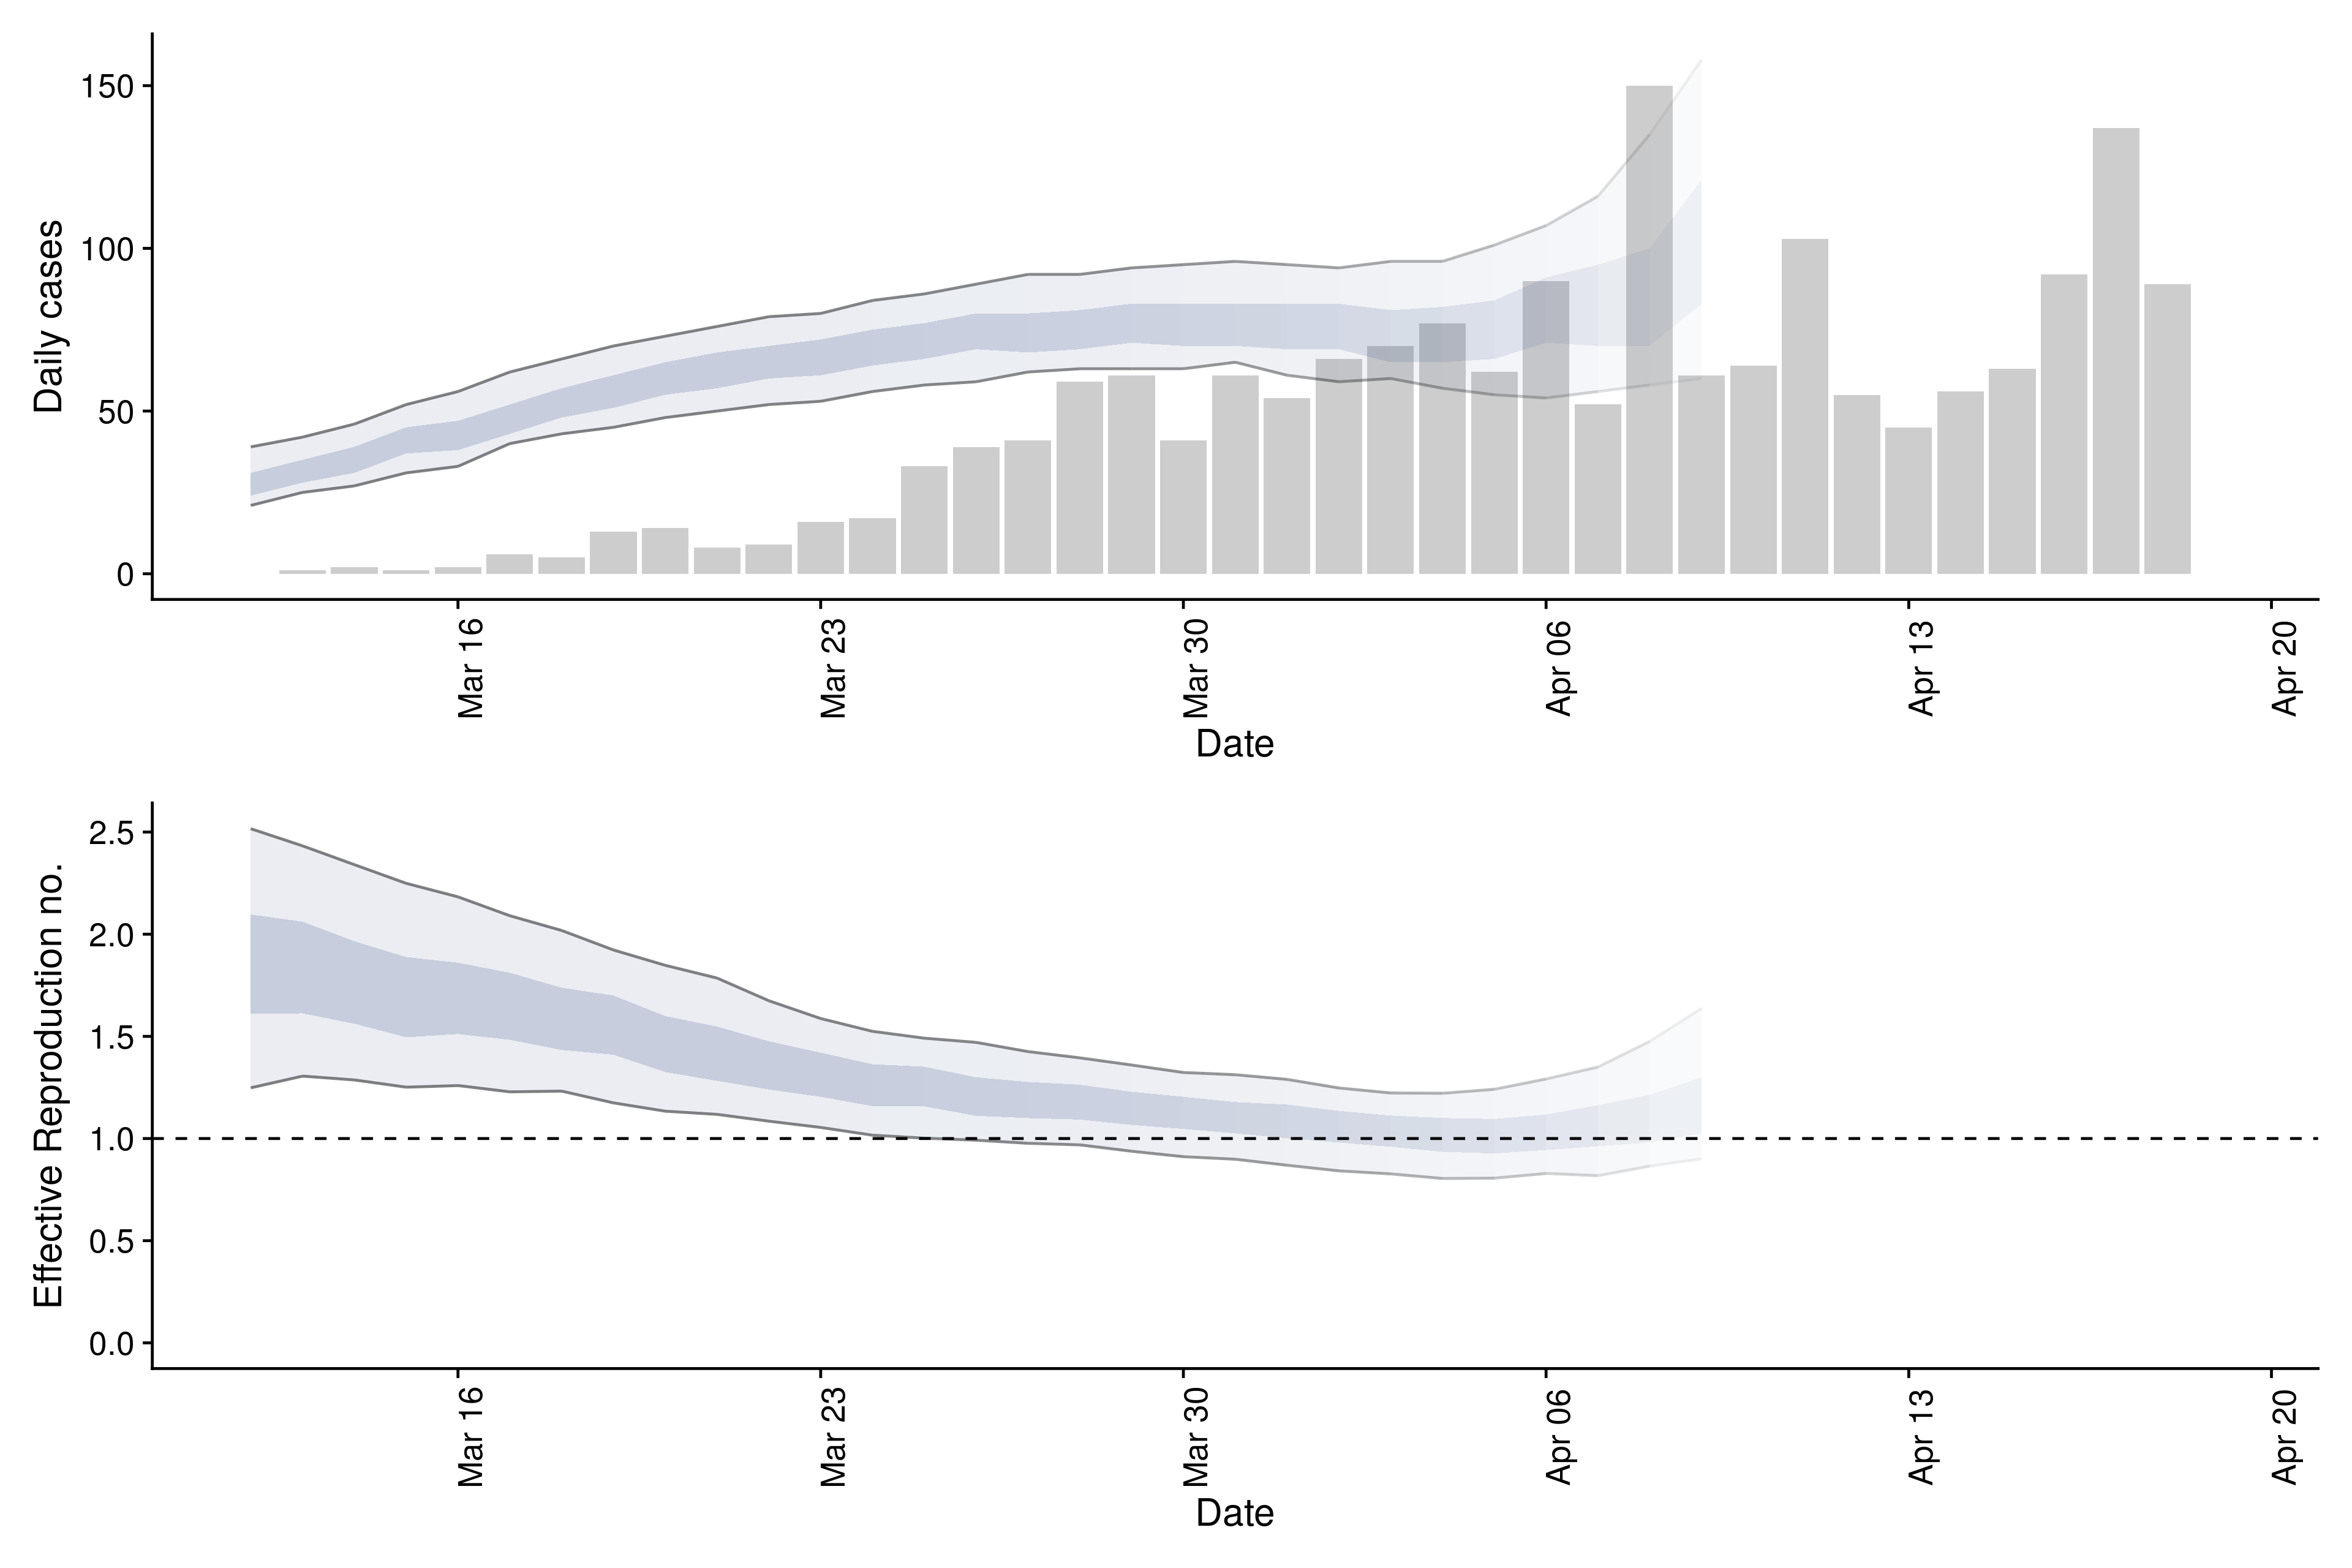 Daily cases
150
100
50
0
Mar 16
Mar 23
Mar 30
Apr 06
Apr 13
Apr 20
Date
Effective Reproduction no.
2.5
2.0
1.5
1.0
0.5
0.0
Mar 16
Mar 23
Mar 30
Apr 06
Apr 13
Apr 20
Date